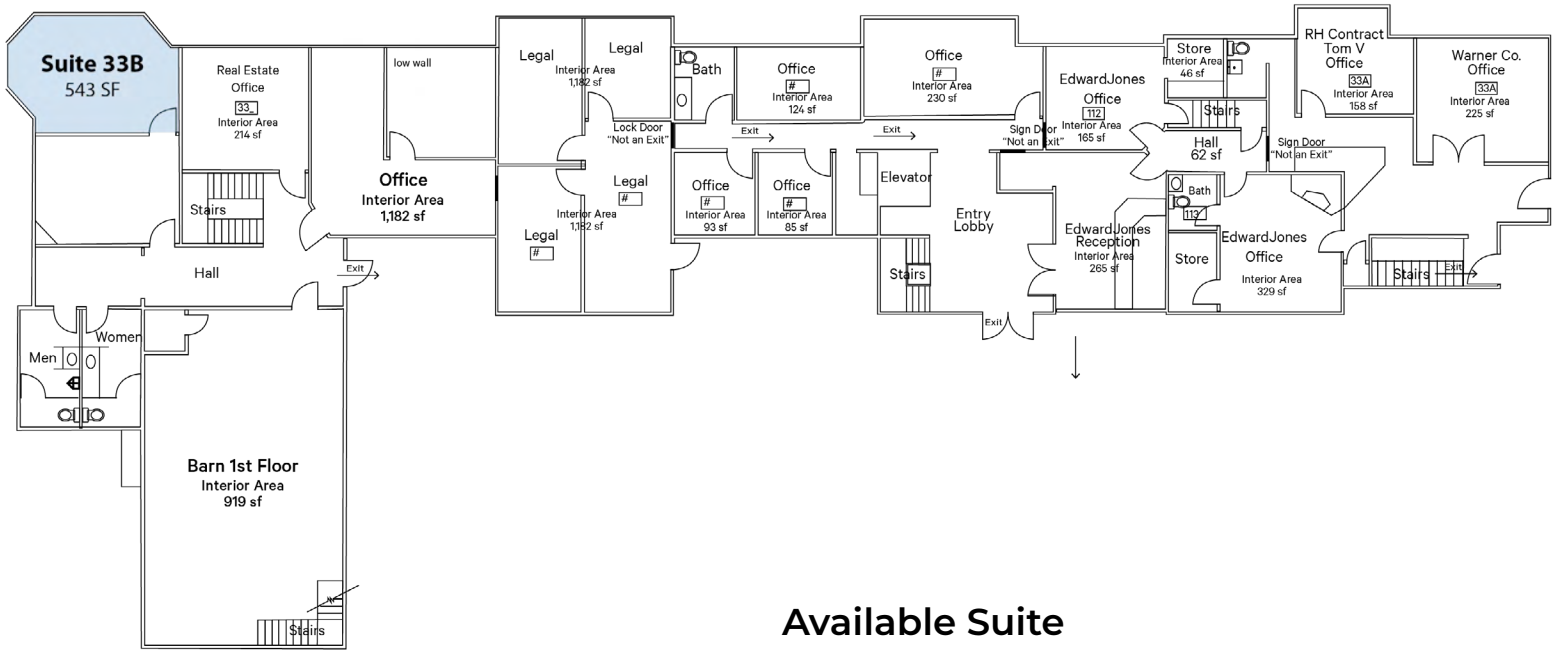 Suite 33B
543 SF
Real Estate
Office
33_
Interior Area
214 sf
low wall
Office
Interior Area
1,182 sf
Stairs
Hall
Exit
Men
Women
Barn 1st Floor
Interior Area
919 sf
Stairs
Legal
Legal
Interior Area
1,182 sf
Lock Door
“Not an Exit”
Legal
#
Interior Area
1,182 sf
Legal
#
Bath
Office
#
Interior Area
124 sf
Exit
Exit
Office
#
Interior Area
93 sf
Office
#
Interior Area
85 sf
Office
#
Interior Area
230 sf
Elevator
Entry
Lobby
Stairs
Exit
EdwardJones
Office
112
Interior Area
165 sf
Sign Door
“Not an Exit”
EdwardJones
Reception
Interior Area
265 sf
Store
Interior Area
46 sf
Stairs
Hall
62 sf
Sign Door
“Not an Exit”
Bath
113
Store
EdwardJones
Office
Interior Area
329 sf
RH Contract
Tom V
Office
33A
Interior Area
158 sf
Warner Co.
Office
33A
Interior Area
225 sf
Stairs
Exit
Available Suite